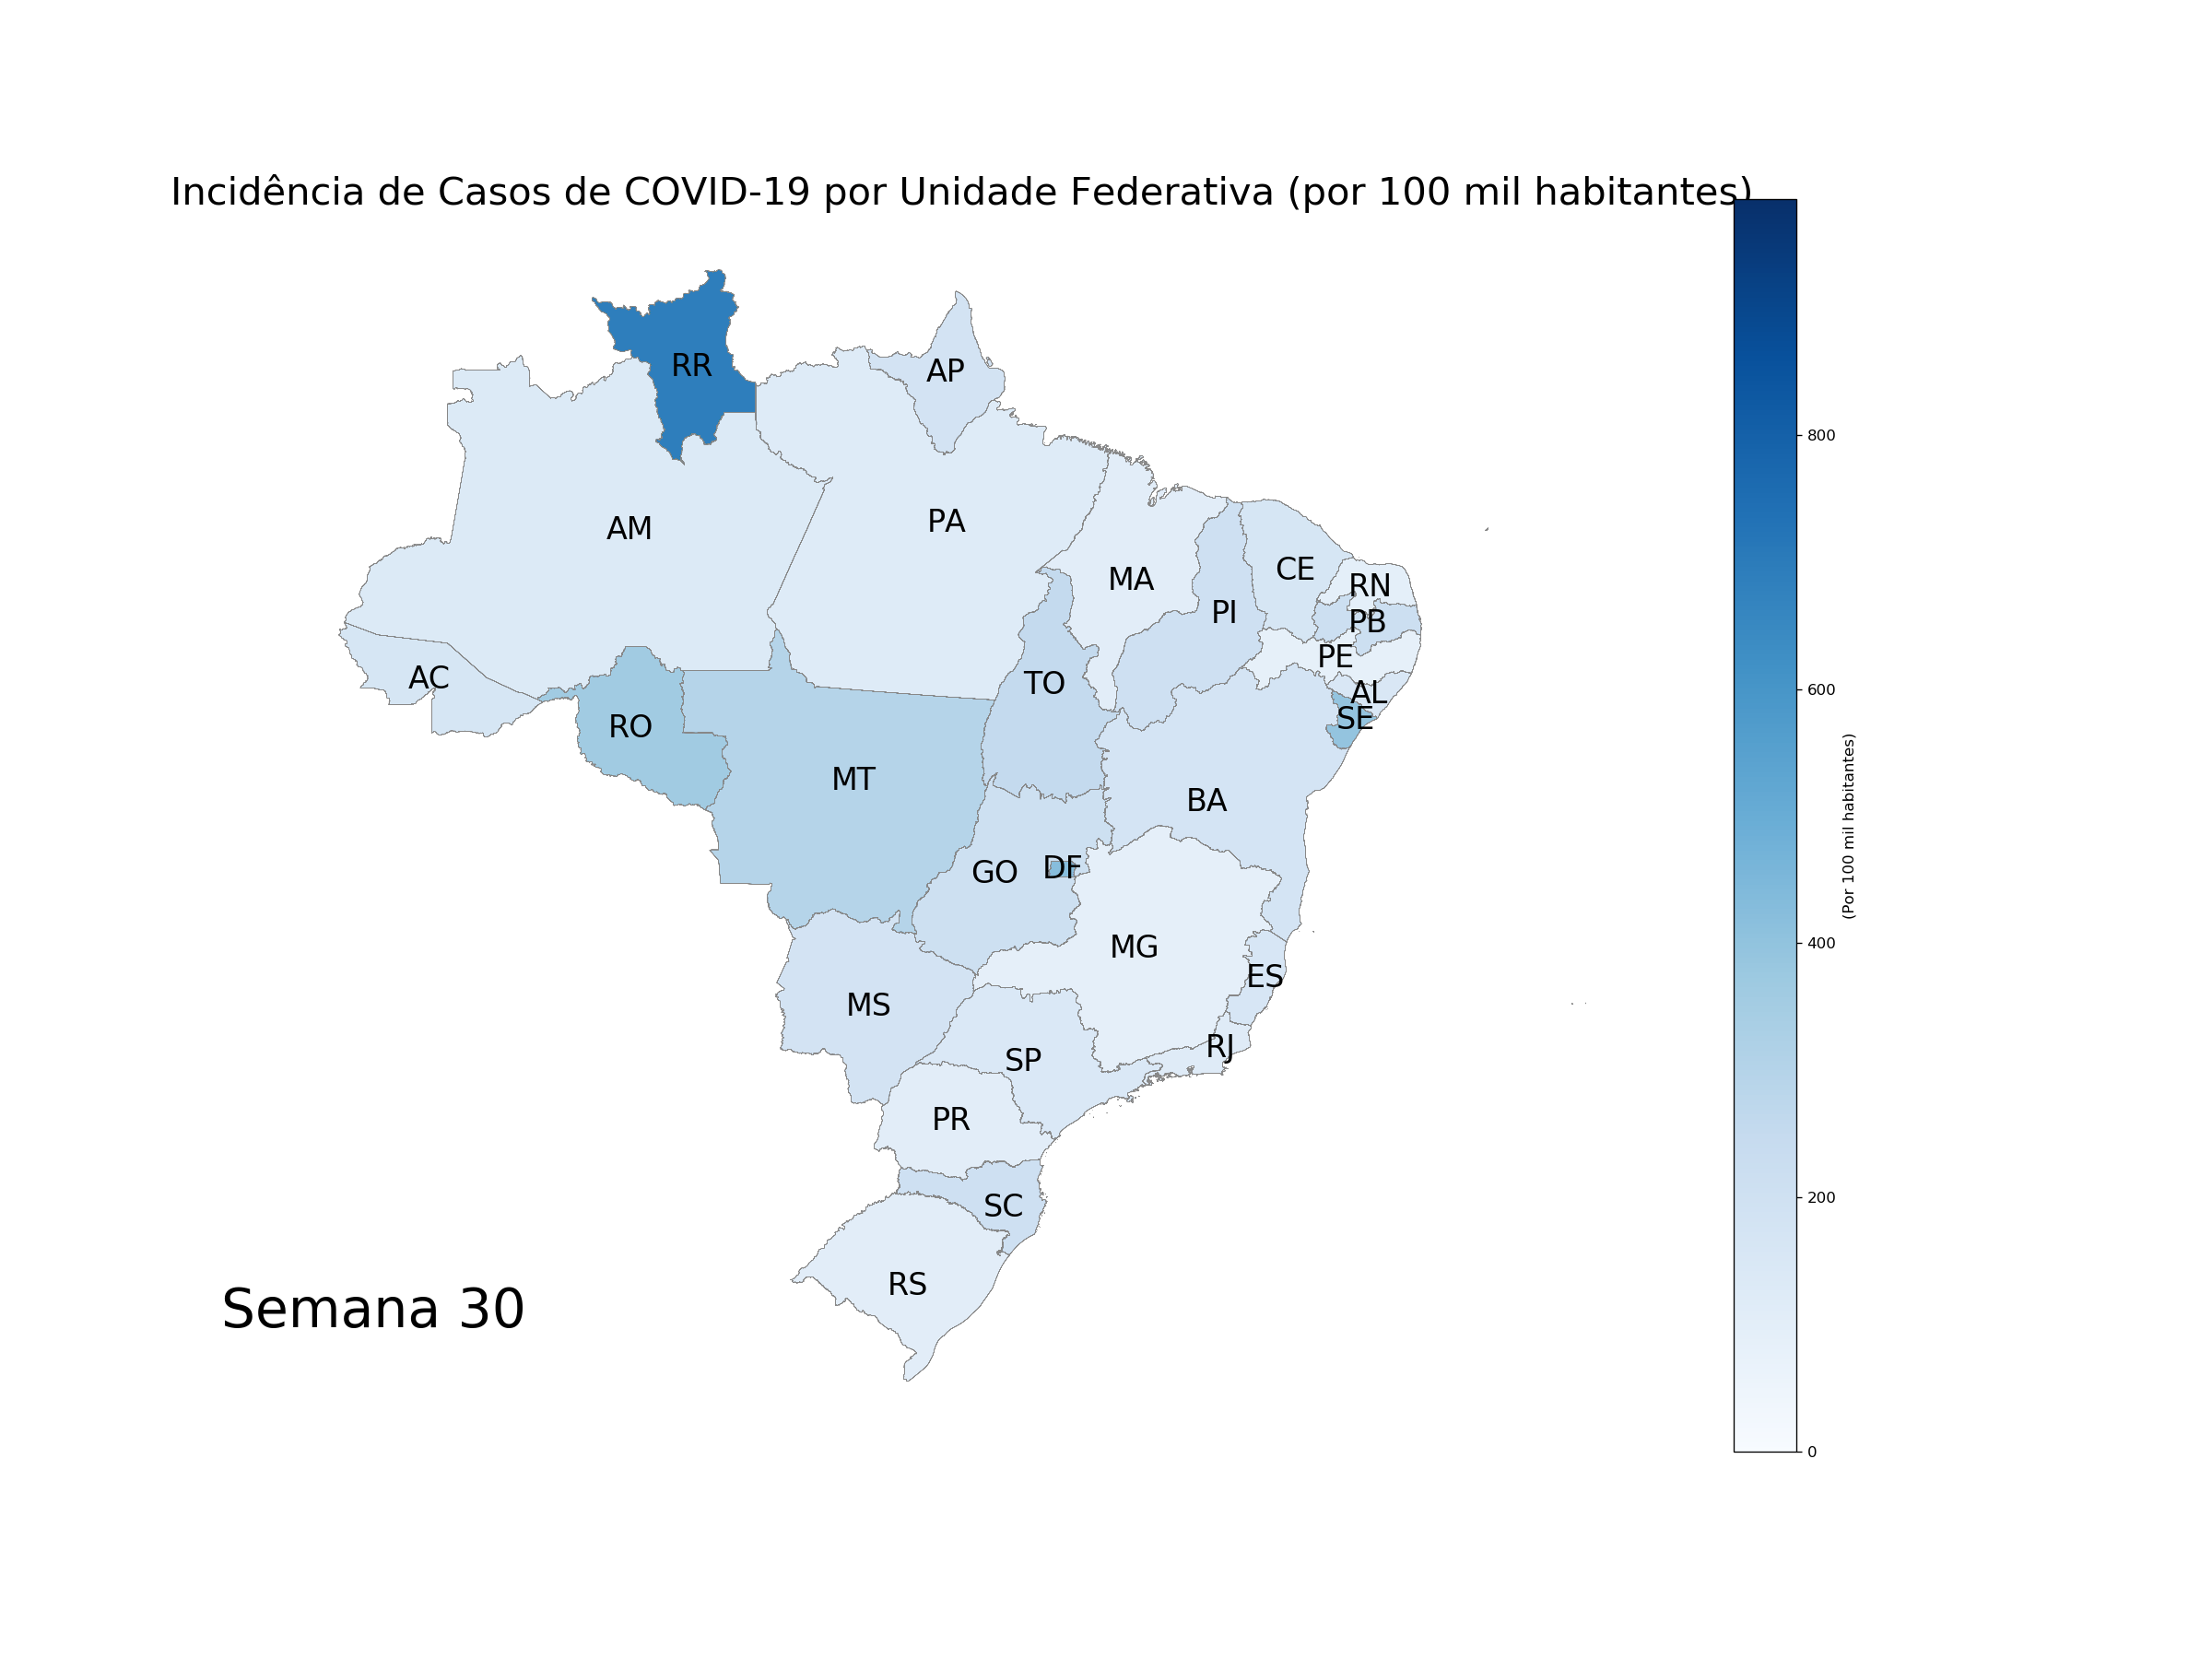 Incidência de Casos de COVID-19 por Unidade Federativa (por 100 mil habitantes)
RR
AP
AM
PA
MA
CE
RN
PI
PB
PE
AC
TO
AL
SE
RO
MT
BA
GO
DF
MG
ES
MS
RJ
SP
PR
SC
RS
Semana 30
800
600
400
200
0
(Por 100 mil habitantes)